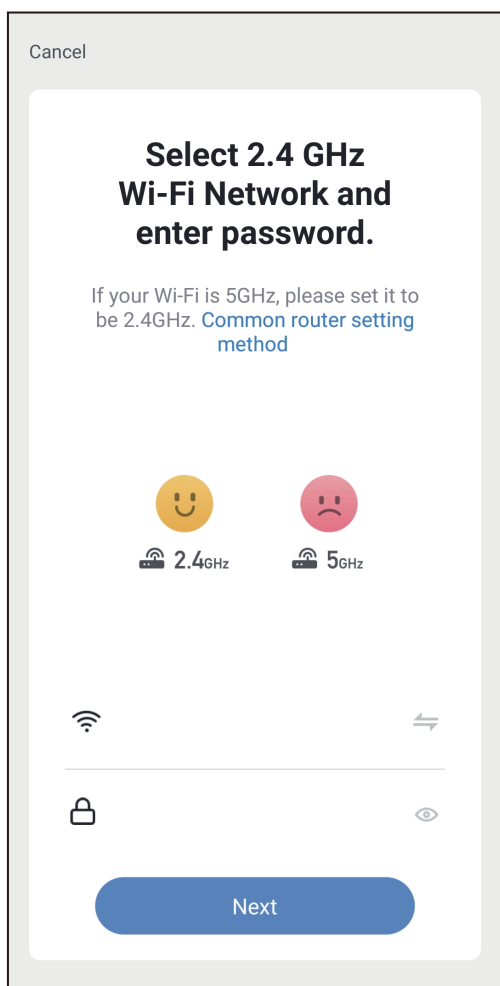 Cancel
Select 2.4 GHz
Wi-Fi Network and
enter password.
If your Wi-Fi is 5GHz, please set it to
be 2.4GHz. Common router setting
method
2.4GHz 5GHz
Next